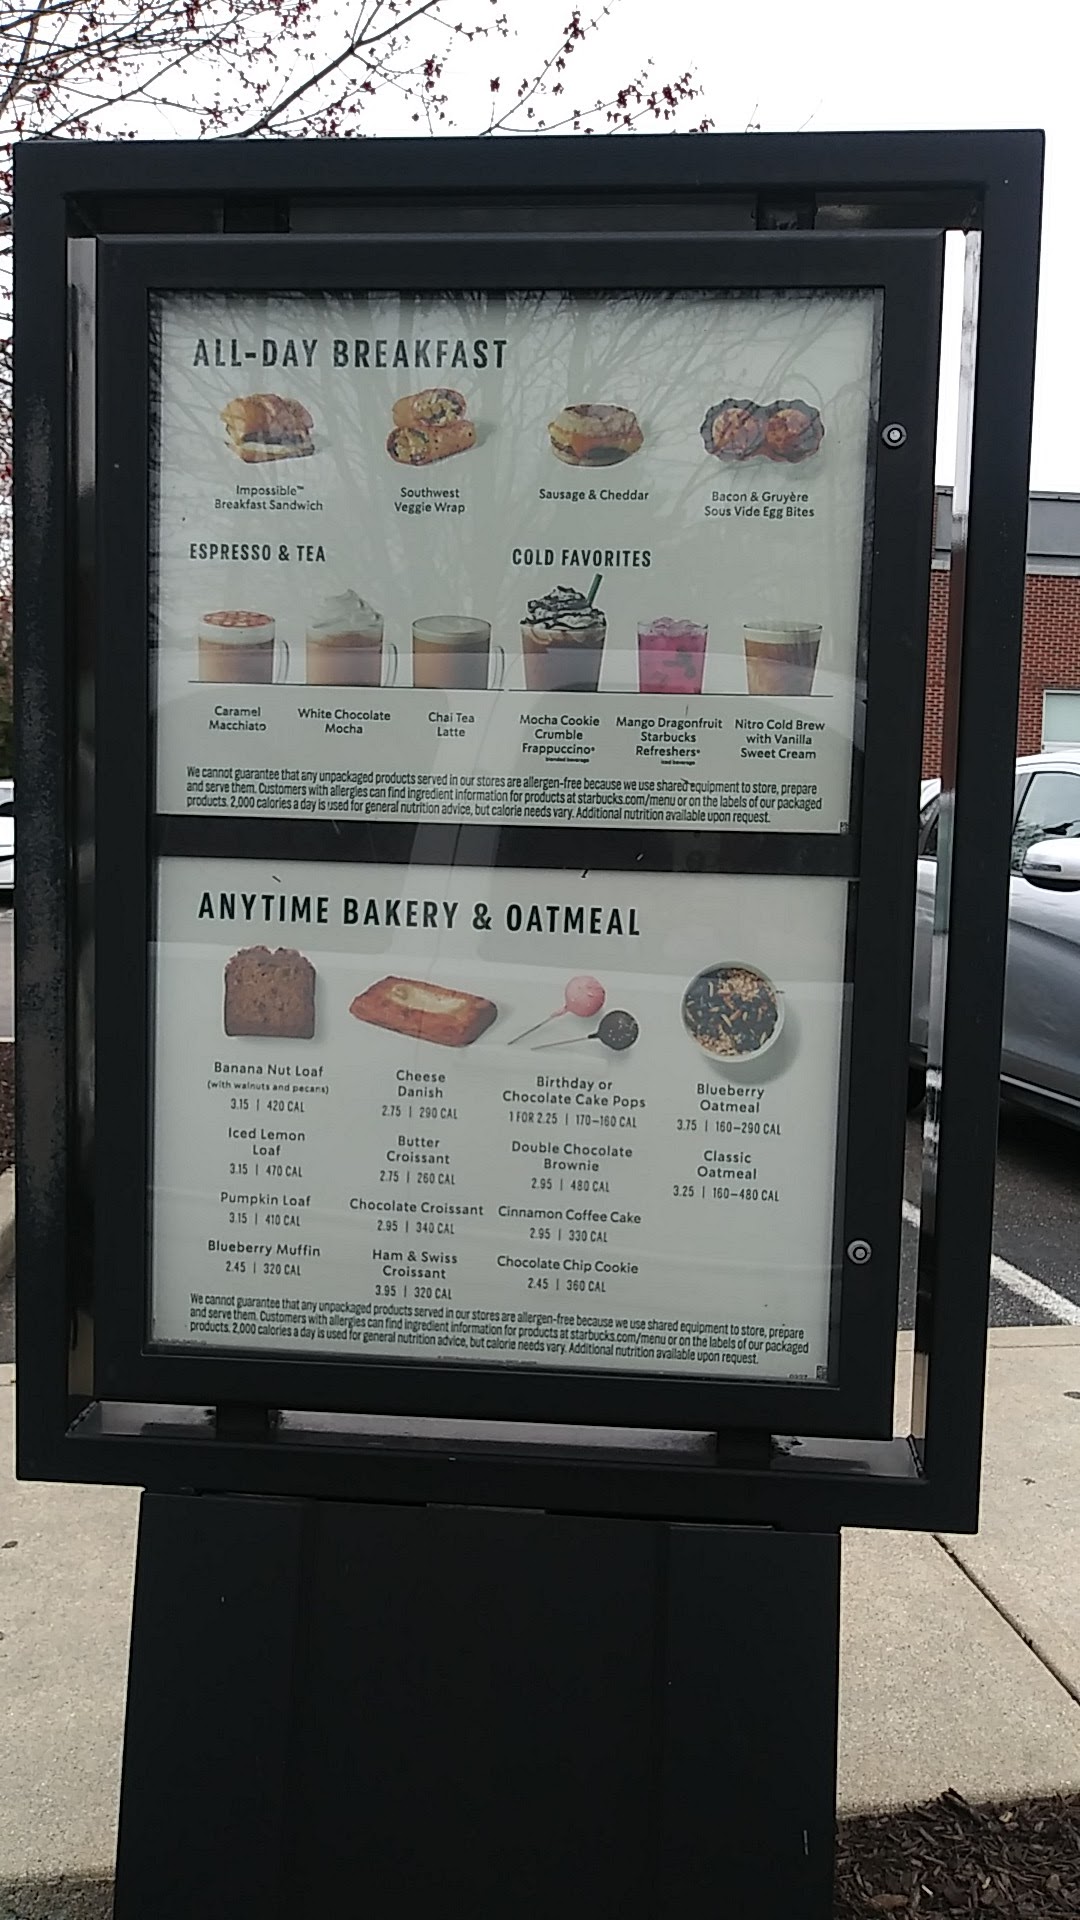 ALL-DAY BREAKFAST
Impossible™
Breakfast Sandwich
Southwest
Veggie Wrap
Sausage & Cheddar
Bacon & Gruyère
Sous Vide Egg Bites
ESPRESSO & TEA
Caramel
Macchiato
White Chocolate
Mocha
Chai Tea
Latte
COLD FAVORITES
Mocha Cookie
Crumble
Frappuccino®
blended beverage
Mango Dragonfruit
Starbucks
Refreshers®
iced beverage
Nitro Cold Brew
with Vanilla
Sweet Cream
We cannot guarantee that any unpackaged products served in our stores are allergen-free because we use shared equipment to store, prepare
and serve them. Customers with allergies can find ingredient information for products at starbucks.com/menu or on the labels of our packaged
products. 2,000 calories a day is used for general nutrition advice, but calorie needs vary. Additional nutrition available upon request.
ANYTIME BAKERY & OATMEAL
Banana Nut Loaf
(with walnuts and pecans)
3.15 | 420 CAL
Iced Lemon
Loaf
3.15 | 470 CAL
Pumpkin Loaf
3.15 | 410 CAL
Blueberry Muffin
2.45 | 320 CAL
Cheese
Danish
2.75 | 290 CAL
Butter
Croissant
2.75 | 260 CAL
Chocolate Croissant
2.95 | 340 CAL
Ham & Swiss
Croissant
3.95 | 320 CAL
Birthday or
Chocolate Cake Pops
1 FOR 2.25 | 170–160 CAL
Double Chocolate
Brownie
2.95 | 480 CAL
Cinnamon Coffee Cake
2.95 | 330 CAL
Chocolate Chip Cookie
2.45 | 360 CAL
Blueberry
Oatmeal
3.75 | 160–290 CAL
Classic
Oatmeal
3.25 | 160–480 CAL
We cannot guarantee that any unpackaged products served in our stores are allergen-free because we use shared equipment to store, prepare
and serve them. Customers with allergies can find ingredient information for products at starbucks.com/menu or on the labels of our packaged
products. 2,000 calories a day is used for general nutrition advice, but calorie needs vary. Additional nutrition available upon request.